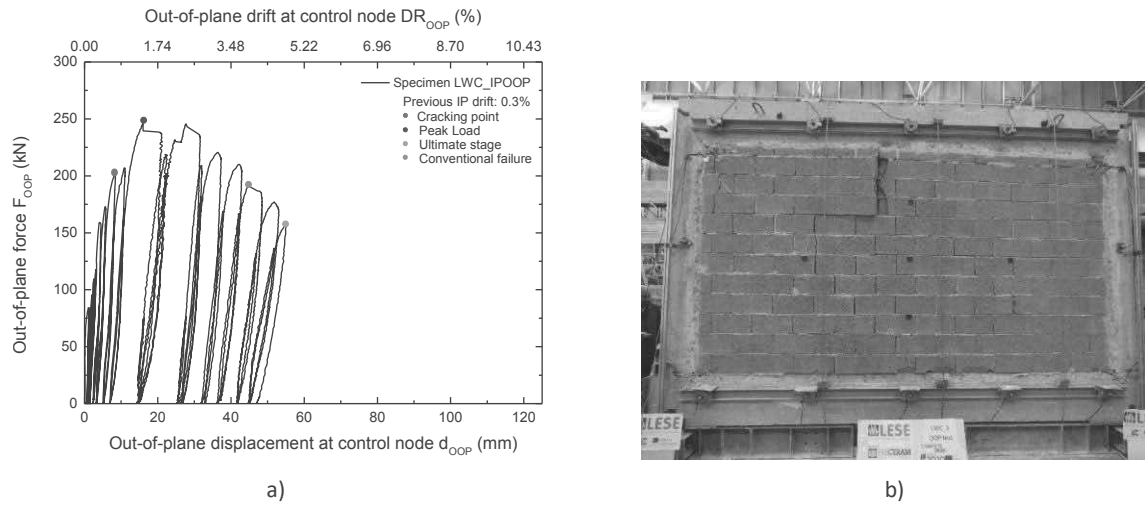 Out-of-plane drift at control node DR_OOP (%)
0.00 1.74 3.48 5.22 6.96 8.70 10.43
300
250
200
150
100
50
0
Out-of-plane force F_OOP (kN)
Specimen LWC_IPOOP
Previous IP drift: 0.3%
Cracking point
Peak Load
Ultimate stage
Conventional failure
0 20 40 60 80 100 120
Out-of-plane displacement at control node d_OOP (mm)
a)
LESE
LESE
LESE
b)